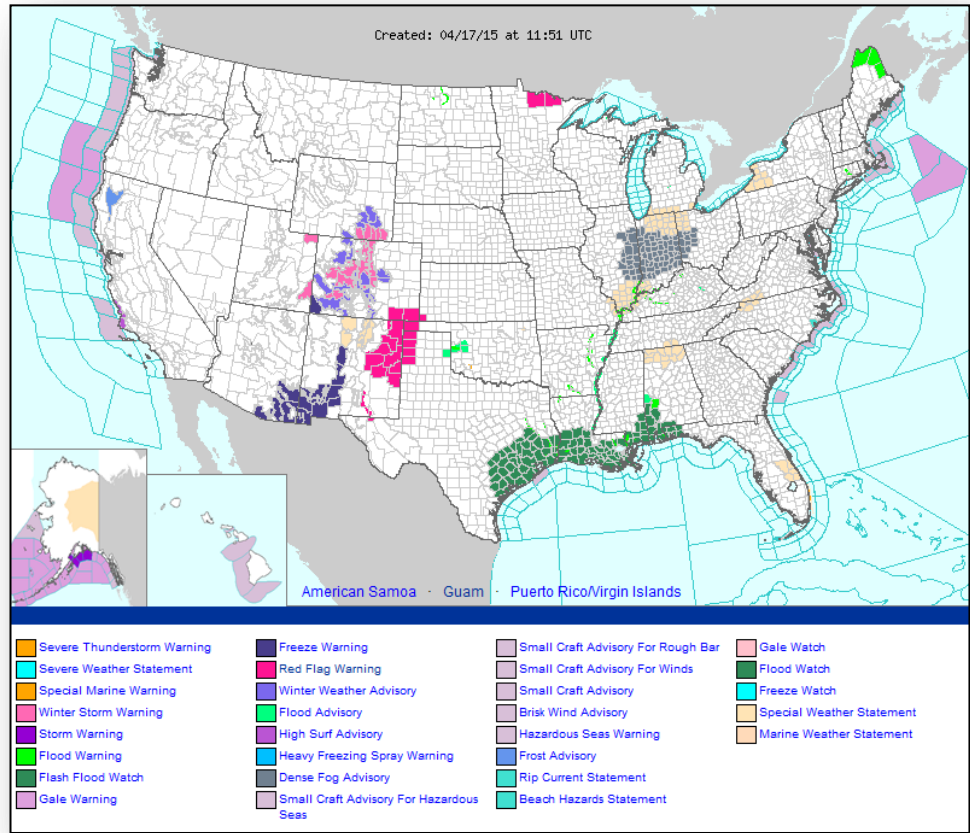 Created: 04/17/15 at 11:51 UTC
American Samoa · Guam · Puerto Rico/Virgin Islands
Severe Thunderstorm Warning
Severe Weather Statement
Special Marine Warning
Winter Storm Warning
Storm Warning
Flood Warning
Flash Flood Watch
Gale Warning
Freeze Warning
Red Flag Warning
Winter Weather Advisory
Flood Advisory
High Surf Advisory
Heavy Freezing Spray Warning
Dense Fog Advisory
Small Craft Advisory For Hazardous
Seas
Small Craft Advisory For Rough Bar
Small Craft Advisory For Winds
Small Craft Advisory
Brisk Wind Advisory
Hazardous Seas Warning
Frost Advisory
Rip Current Statement
Beach Hazards Statement
Gale Watch
Flood Watch
Freeze Watch
Special Weather Statement
Marine Weather Statement